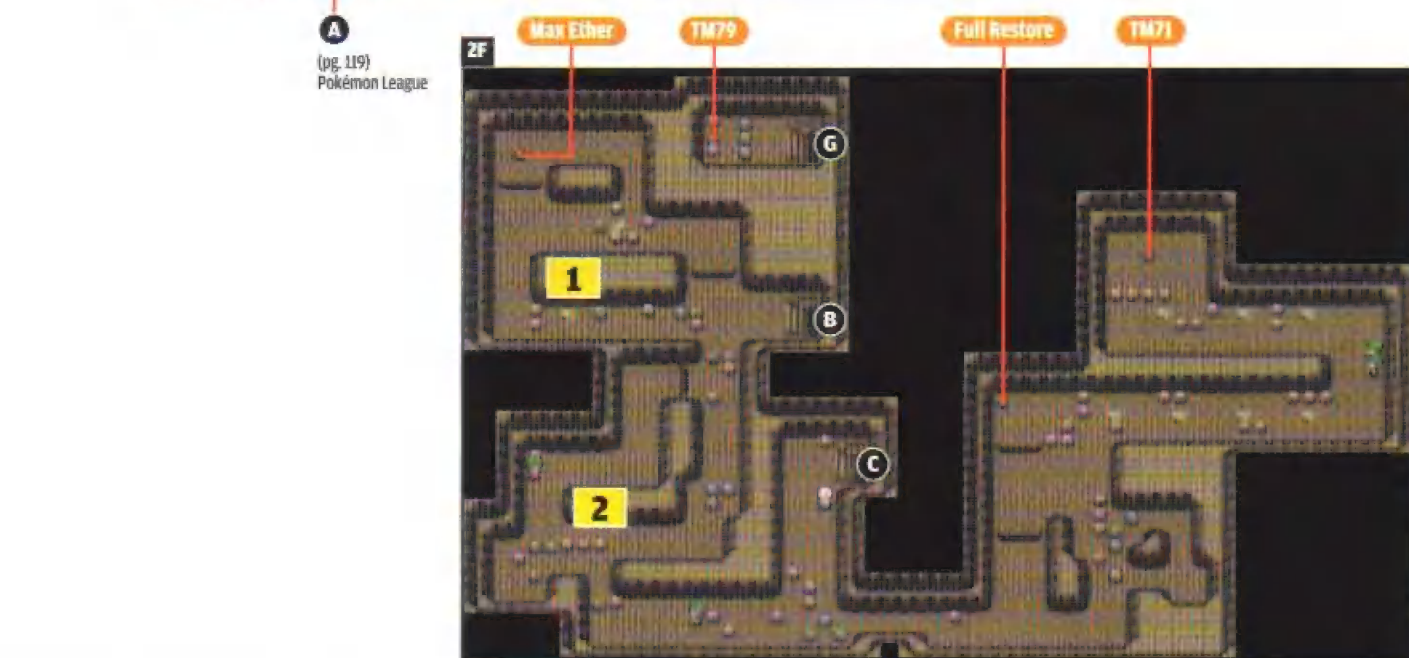 A
(pg. 119)
Pokémon League
2F
Max Ether
TM79
Full Restore
TM71
G
1
B
C
2